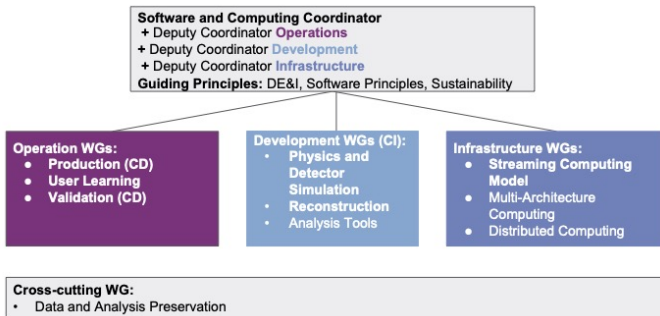 Software and Computing Coordinator
+ Deputy Coordinator Operations
+ Deputy Coordinator Development
+ Deputy Coordinator Infrastructure
Guiding Principles: DE&I, Software Principles, Sustainability
Operation WGs:
● Production (CD)
● User Learning
● Validation (CD)
Development WGs (CI):
• Physics and
Detector
Simulation
• Reconstruction
• Analysis Tools
Infrastructure WGs:
● Streaming Computing
Model
● Multi-Architecture
Computing
● Distributed Computing
Cross-cutting WG:
• Data and Analysis Preservation